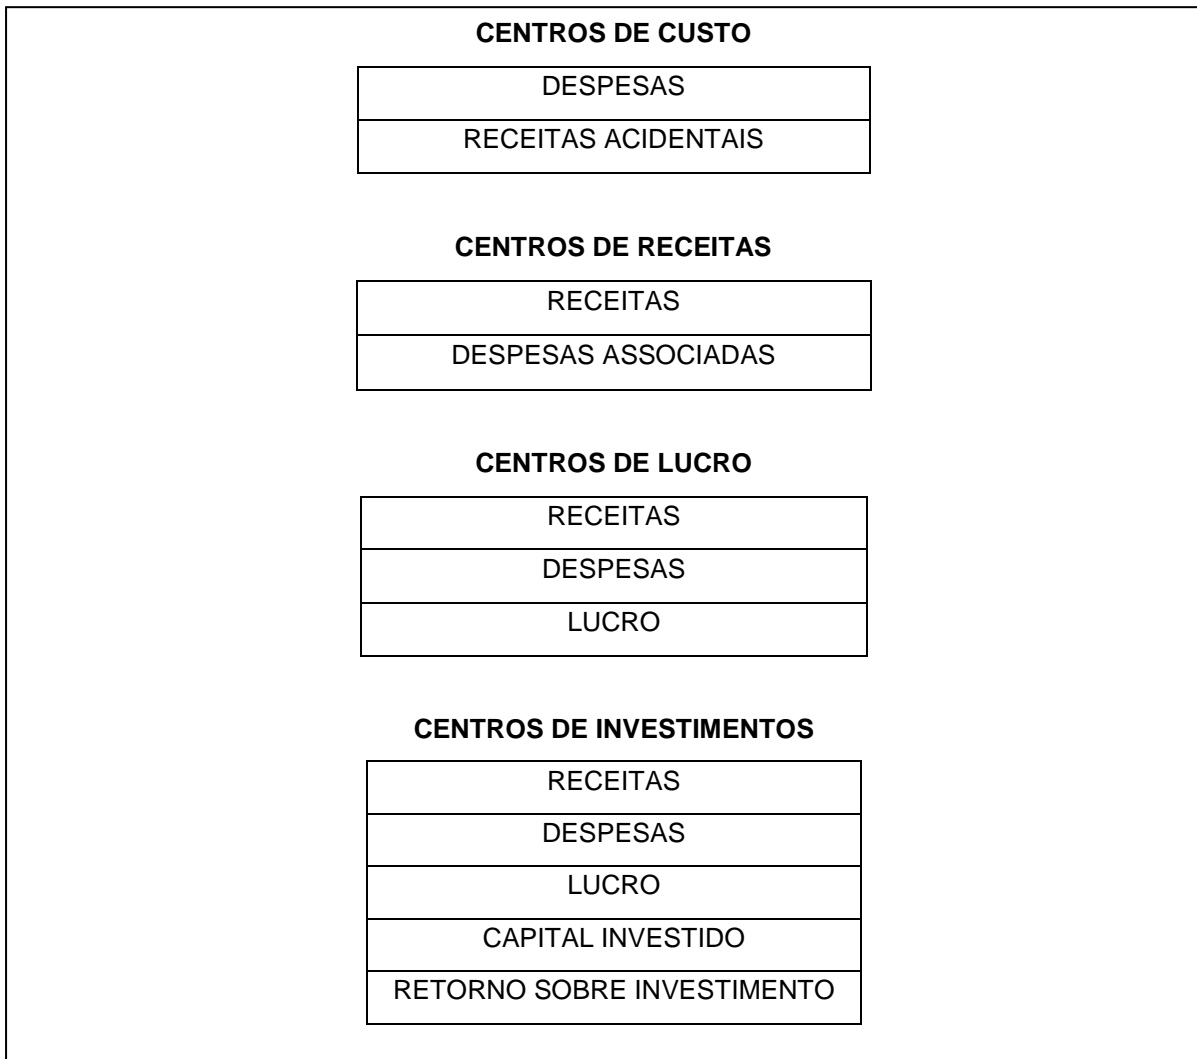 CENTROS DE CUSTO
DESPESAS
RECEITAS ACIDENTAIS
CENTROS DE RECEITAS
RECEITAS
DESPESAS ASSOCIADAS
CENTROS DE LUCRO
RECEITAS
DESPESAS
LUCRO
CENTROS DE INVESTIMENTOS
RECEITAS
DESPESAS
LUCRO
CAPITAL INVESTIDO
RETORNO SOBRE INVESTIMENTO